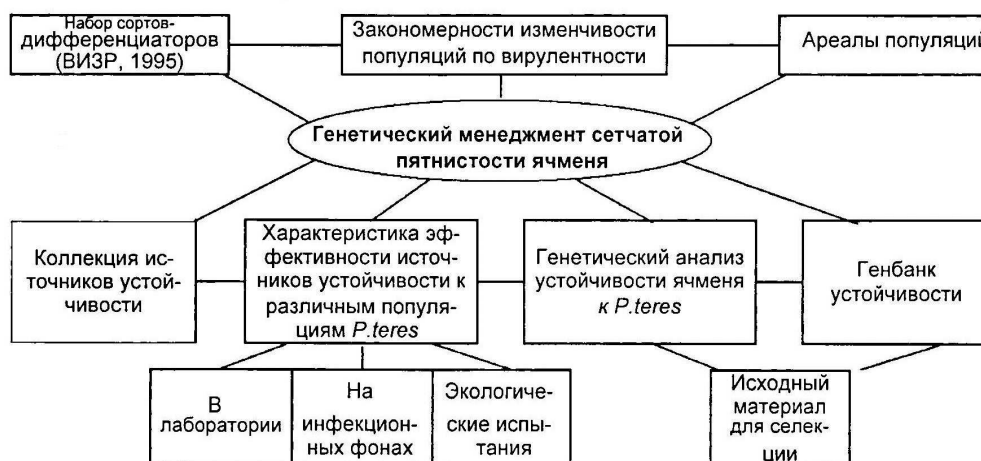 Набор сортов-
дифференциаторов
(ВИЗР, 1995)
Закономерности изменчивости
популяций по вирулентности
Ареалы популяций
Генетический менеджмент сетчатой
пятнистости ячменя
Коллекция ис-
точников устой-
чивости
Характеристика эф-
фективности источ-
ников устойчивости к
различным популя-
циям P.teres
Генетический анализ
устойчивости ячменя
к P.teres
Генбанк
устойчивости
В
лаборатории
На
инфекцион-
ных фонах
Экологиче-
ские испы-
тания
Исходный
материал
для селек-
ции